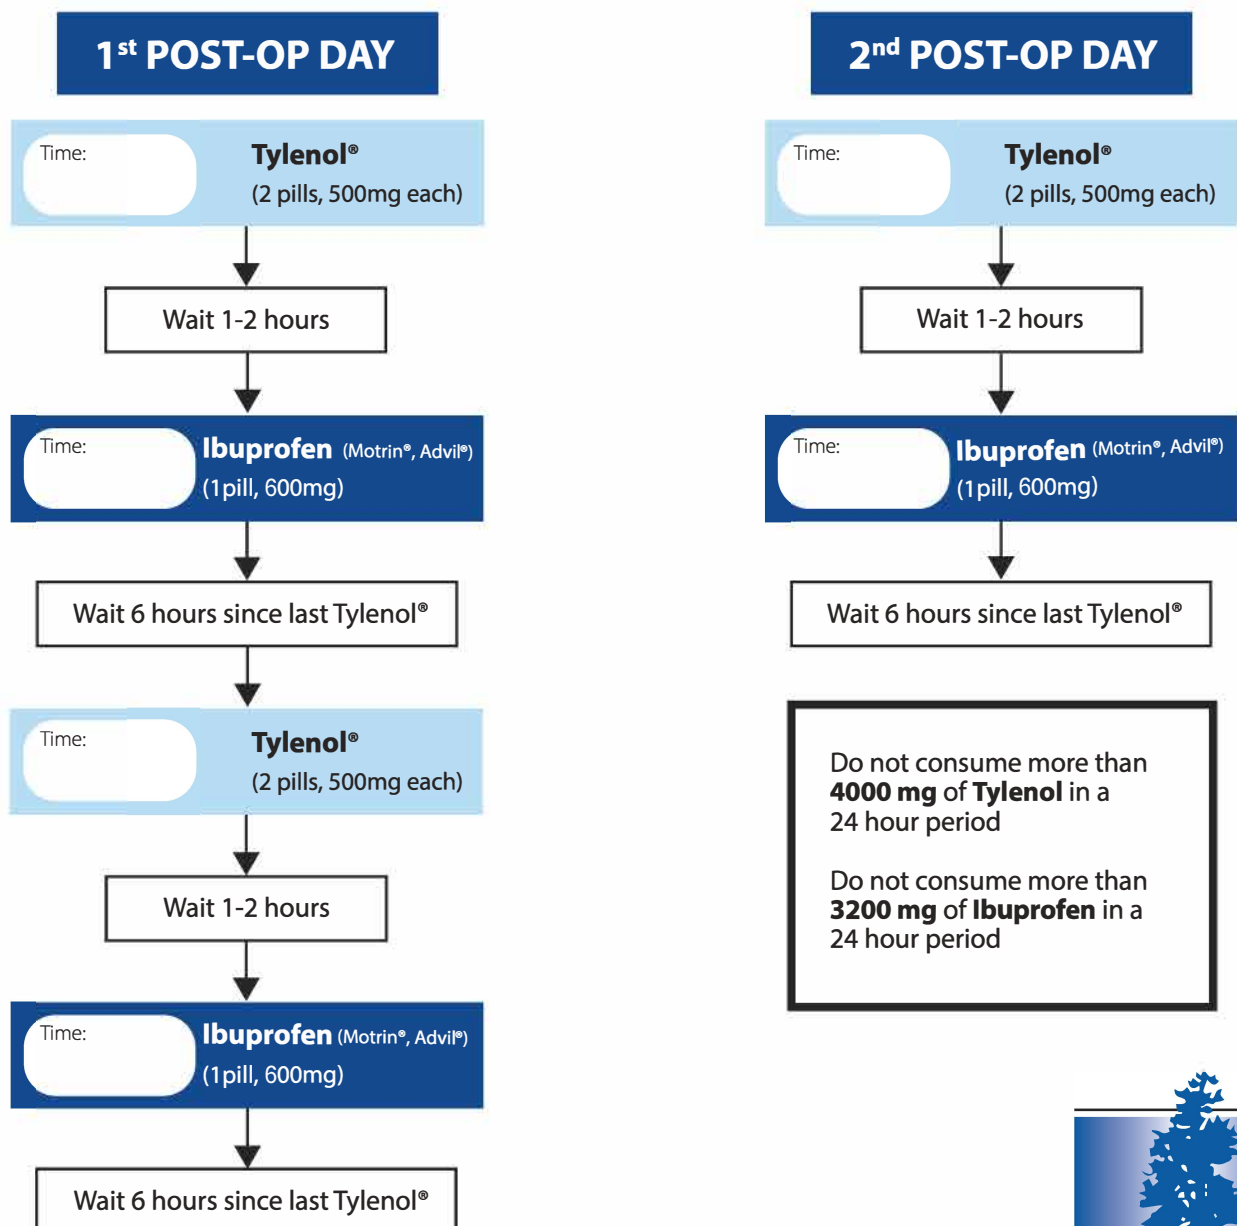 1st POST-OP DAY
Time:
Tylenol®
(2 pills, 500mg each)
Wait 1-2 hours
Time:
Ibuprofen (Motrin®, Advil®)
(1pill, 600mg)
Wait 6 hours since last Tylenol®
Time:
Tylenol®
(2 pills, 500mg each)
Wait 1-2 hours
Time:
Ibuprofen (Motrin®, Advil®)
(1pill, 600mg)
Wait 6 hours since last Tylenol®
2nd POST-OP DAY
Time:
Tylenol®
(2 pills, 500mg each)
Wait 1-2 hours
Time:
Ibuprofen (Motrin®, Advil®)
(1pill, 600mg)
Wait 6 hours since last Tylenol®
Do not consume more than
4000 mg of Tylenol in a
24 hour period
Do not consume more than
3200 mg of Ibuprofen in a
24 hour period